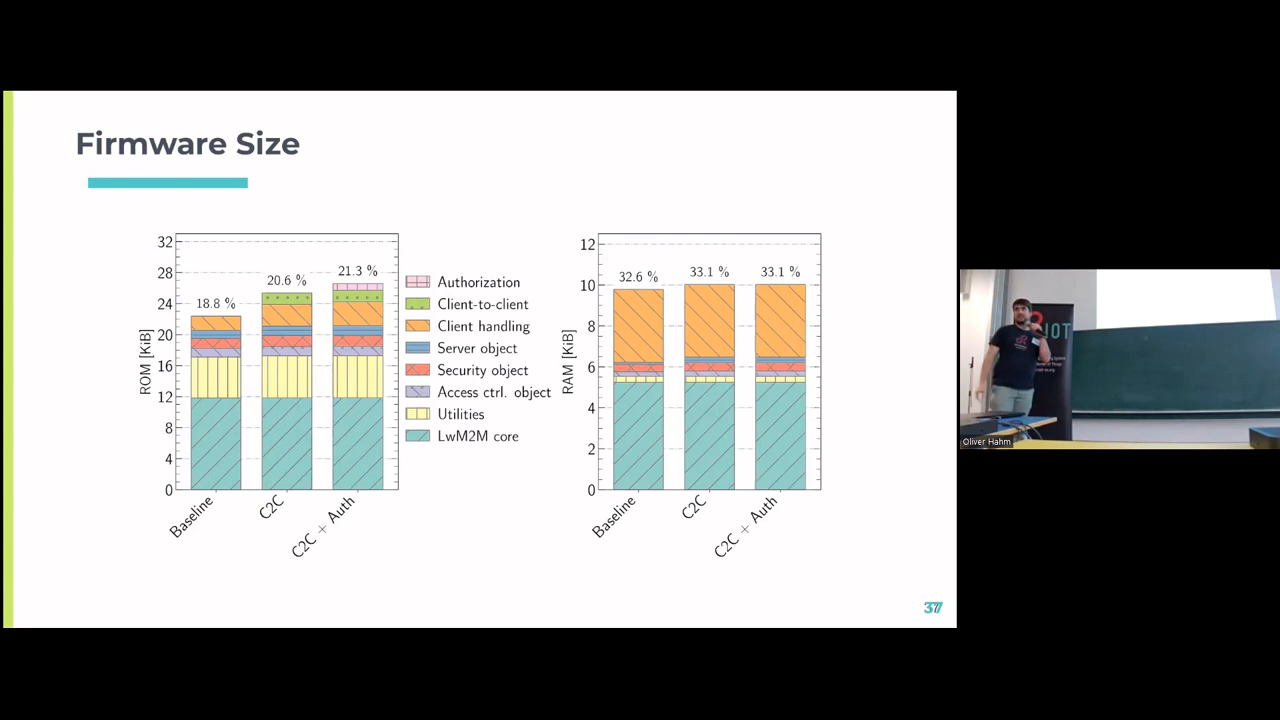 Firmware Size
ROM [KiB]
32
28
24
20
16
12
8
4
0
18.8 %
20.6 %
21.3 %
Baseline
C2C
C2C + Auth
Authorization
Client-to-client
Client handling
Server object
Security object
Access ctrl. object
Utilities
LwM2M core
RAM [KiB]
12
10
8
6
4
2
0
32.6 %
33.1 %
33.1 %
Baseline
C2C
C2C + Auth
37
RIOT
Oliver Hahm